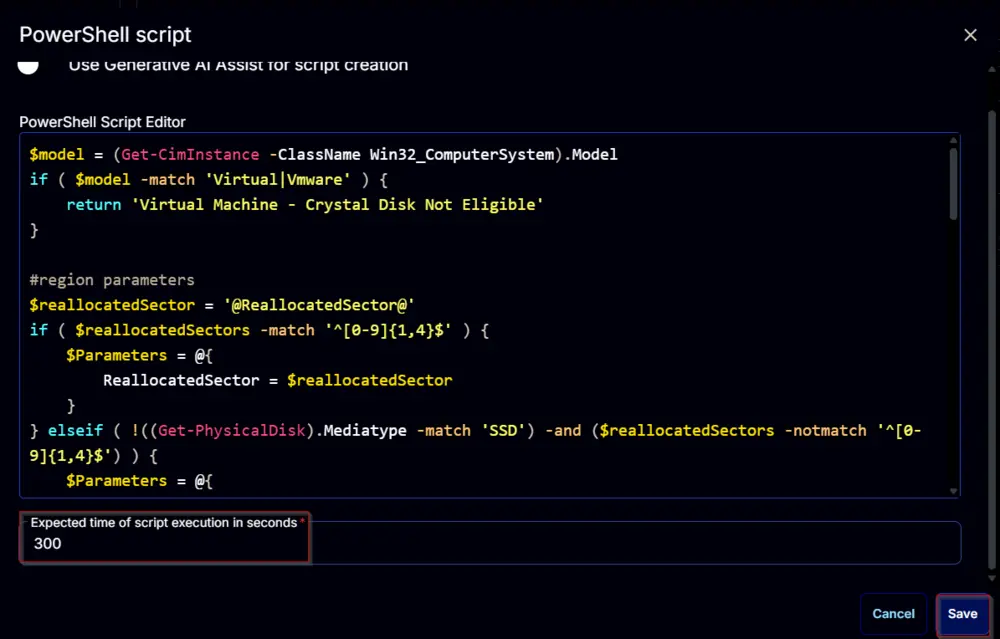 PowerShell script
Use Generative AI Assist for script creation
PowerShell Script Editor
$model = (Get-CimInstance -ClassName Win32_ComputerSystem).Model
if ( $model -match 'Virtual|Vmware' ) {
    return 'Virtual Machine - Crystal Disk Not Eligible'
}
#region parameters
$reallocatedSector = '@ReallocatedSector@'
if ( $reallocatedSectors -match '^[0-9]{1,4}$' ) {
    $Parameters = @{
        ReallocatedSector = $reallocatedSector
    }
} elseif ( !((Get-PhysicalDisk).Mediatype -match 'SSD') -and ($reallocatedSectors -notmatch '^[0-
9]{1,4}$') ) {
    $Parameters = @{
Expected time of script execution in seconds *
300
Cancel
Save